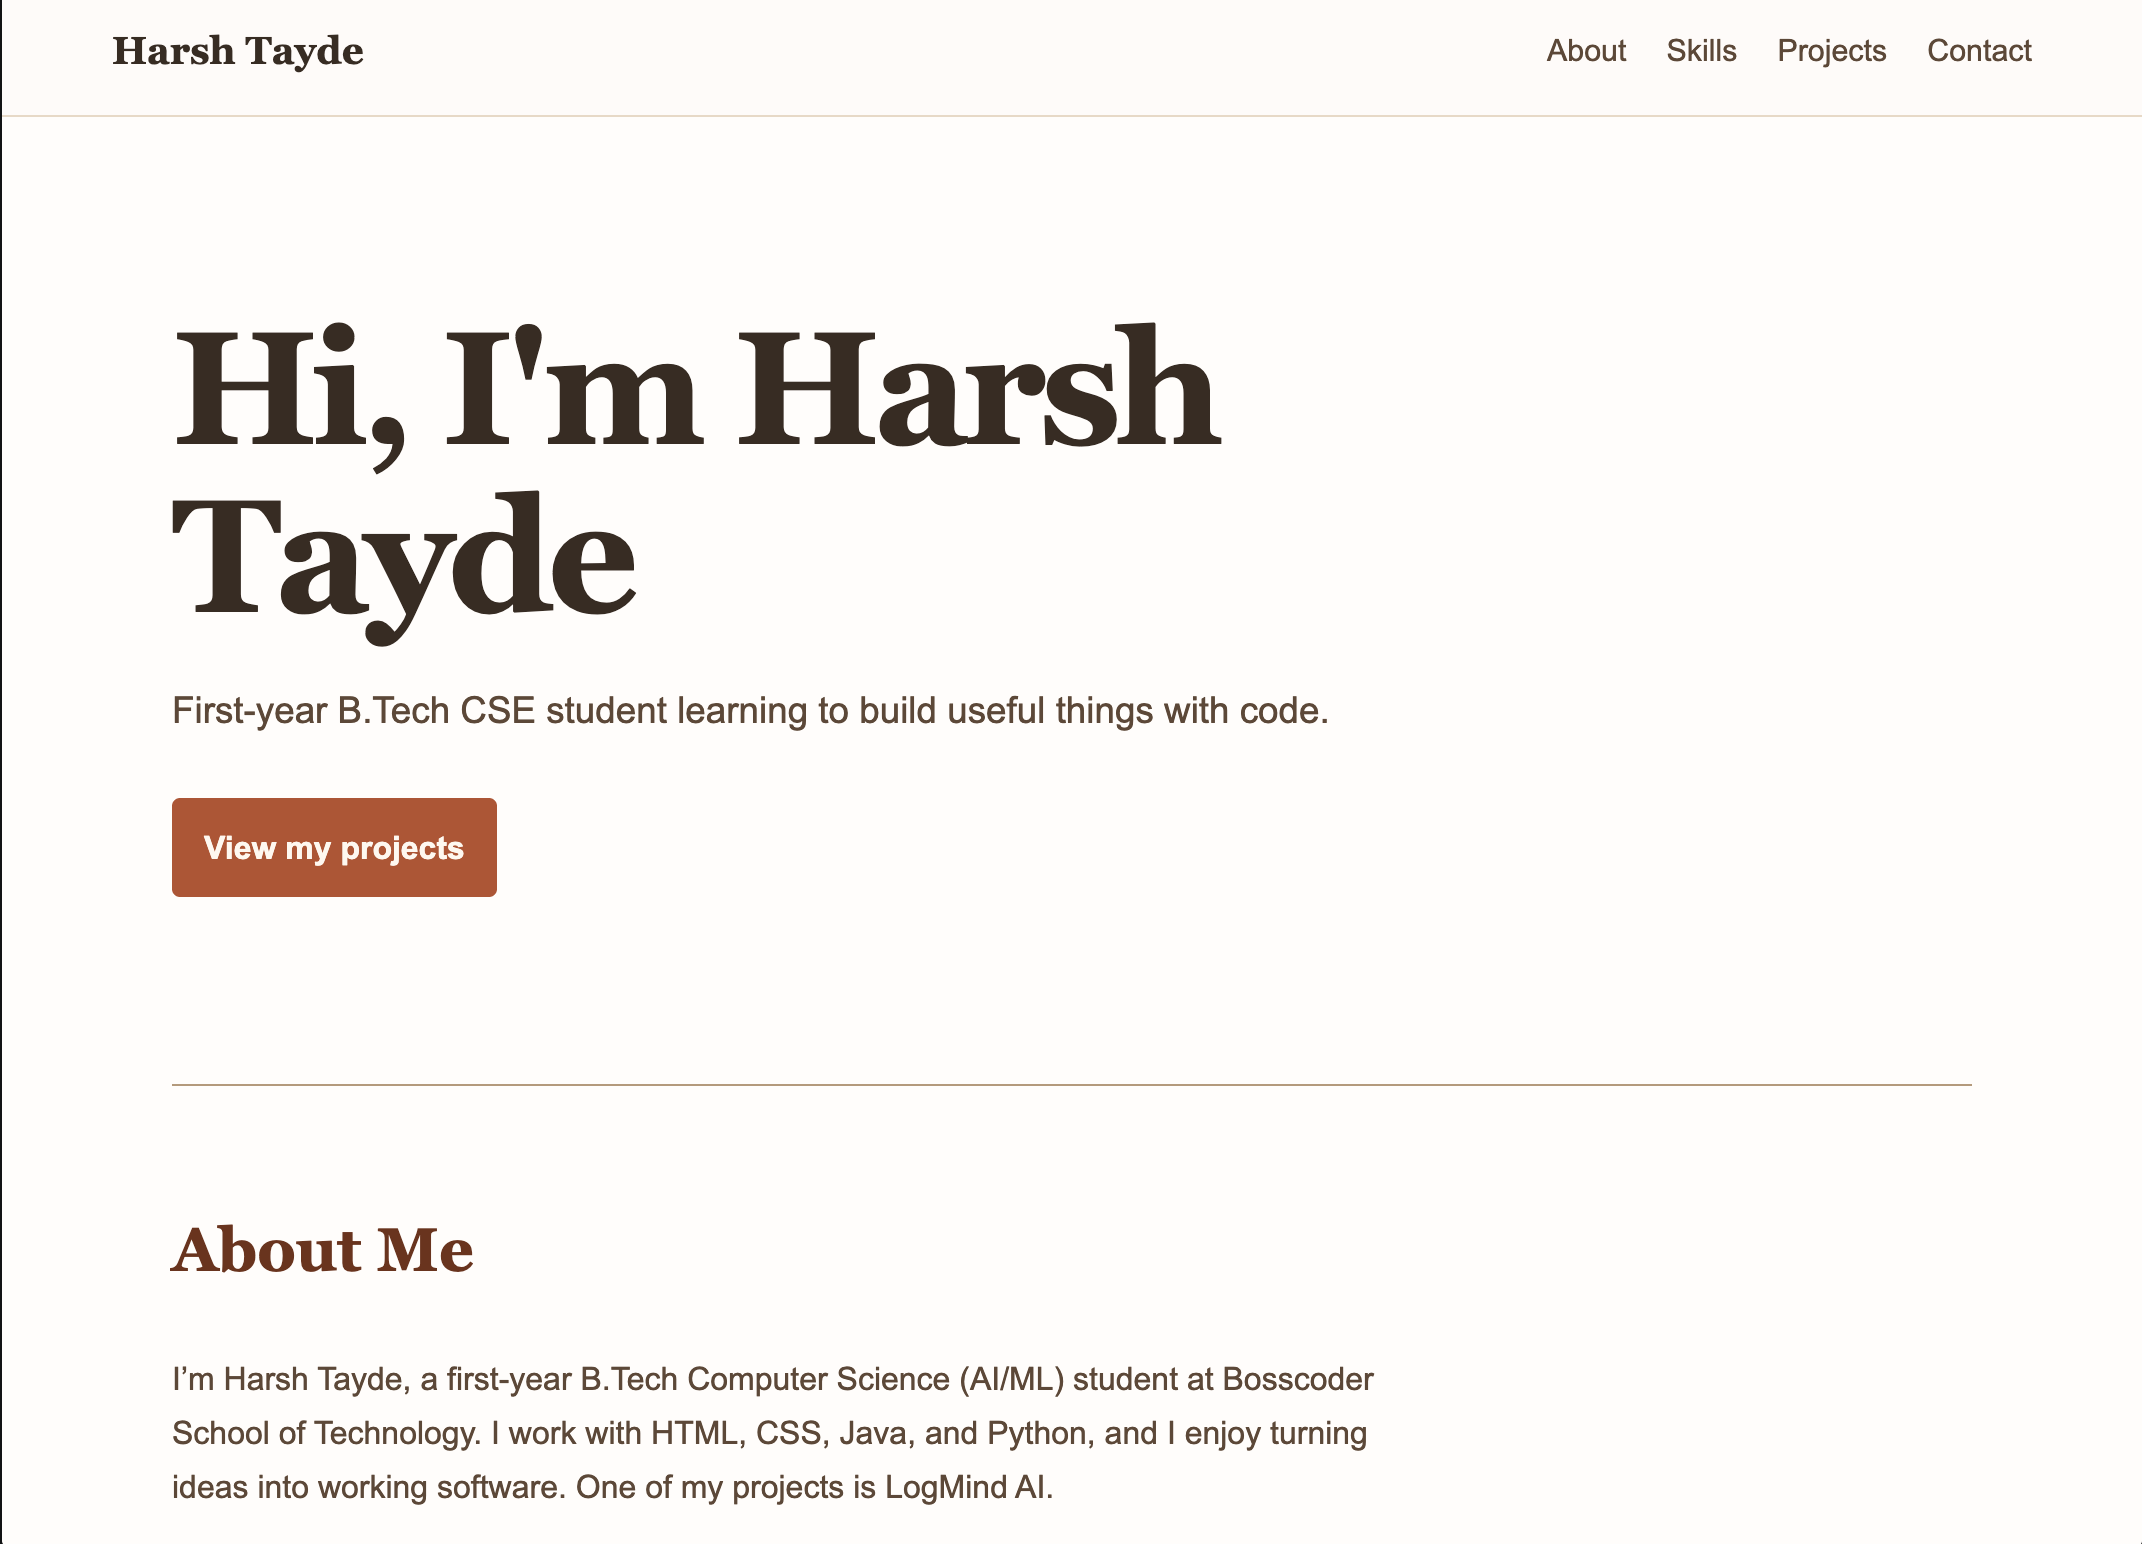 Harsh Tayde
About Skills Projects Contact
Hi, I'm Harsh
Tayde
First-year B.Tech CSE student learning to build useful things with code.
View my projects
About Me
I’m Harsh Tayde, a first-year B.Tech Computer Science (AI/ML) student at Bosscoder
School of Technology. I work with HTML, CSS, Java, and Python, and I enjoy turning
ideas into working software. One of my projects is LogMind AI.